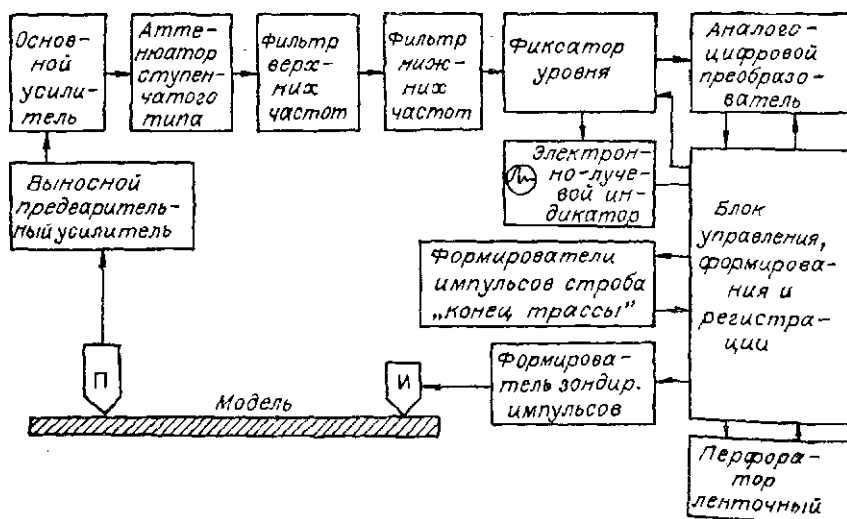 Основ-
ной
усили-
тель
Атте-
нюатор
ступен-
чатого
типа
Фильтр
верх-
них
частот
Фильтр
ниж-
них
частот
Фиксатор
уровня
Аналого-
цифровой
преобразо-
ватель
Выносной
предварительн-
ный усилитель
Электрон-
но-луче-
вой ин-
дикатор
Блок
управления,
формирова-
ния и
регистра-
ции
Формирователи
импульсов строба
„конец трассы"
П
И
Модель
Формирова-
тель зондир.
импульсов
Перфора-
тор
ленточный